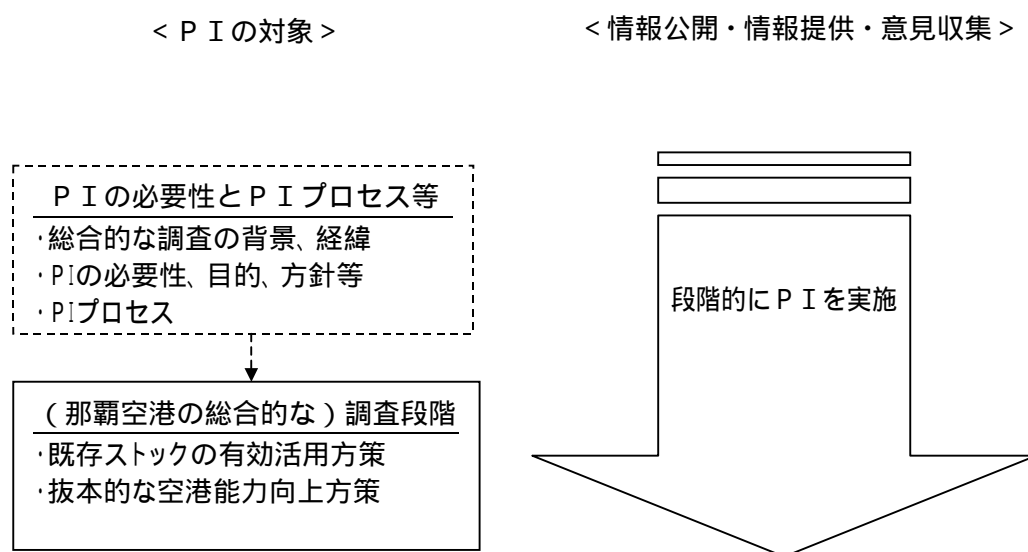 ＜ＰＩの対象＞
＜情報公開・情報提供・意見収集＞
ＰＩの必要性とＰＩプロセス等
・総合的な調査の背景、経緯
・PIの必要性、目的、方針等
・PIプロセス
（那覇空港の総合的な）調査段階
・既存ストックの有効活用方策
・抜本的な空港能力向上方策
段階的にＰＩを実施